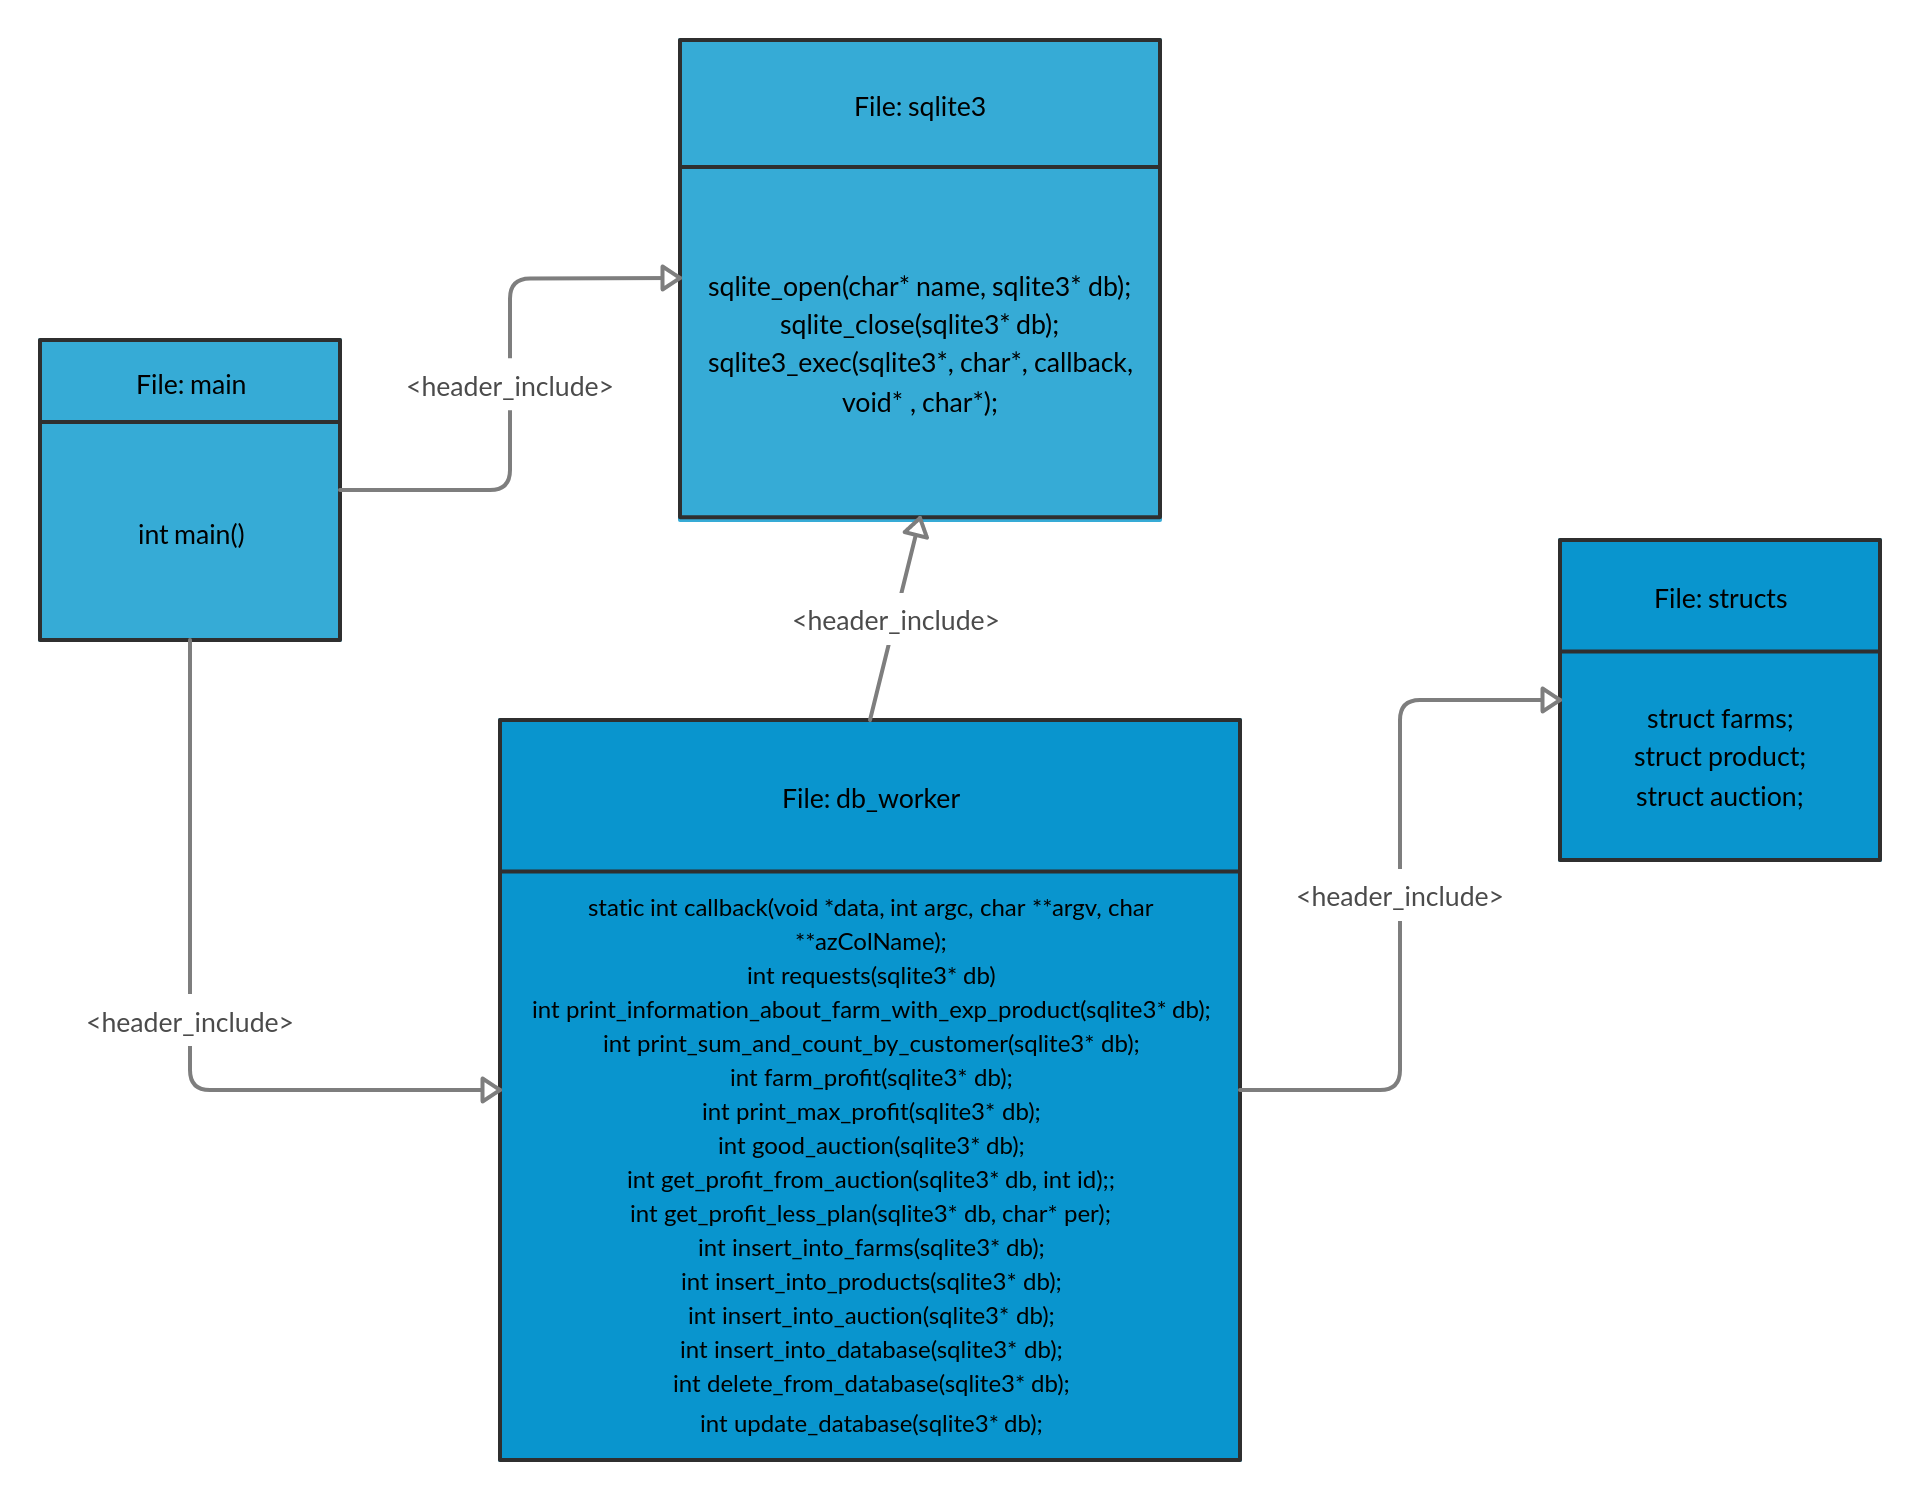 File: sqlite3
sqlite_open(char* name, sqlite3* db);
sqlite_close(sqlite3* db);
sqlite3_exec(sqlite3*, char*, callback,
void* , char*);
File: main
int main()
<header_include>
<header_include>
File: structs
struct farms;
struct product;
struct auction;
File: db_worker
static int callback(void *data, int argc, char **argv, char
**azColName);
int requests(sqlite3* db)
int print_information_about_farm_with_exp_product(sqlite3* db);
int print_sum_and_count_by_customer(sqlite3* db);
int farm_profit(sqlite3* db);
int print_max_profit(sqlite3* db);
int good_auction(sqlite3* db);
int get_profit_from_auction(sqlite3* db, int id);;
int get_profit_less_plan(sqlite3* db, char* per);
int insert_into_farms(sqlite3* db);
int insert_into_products(sqlite3* db);
int insert_into_auction(sqlite3* db);
int insert_into_database(sqlite3* db);
int delete_from_database(sqlite3* db);
int update_database(sqlite3* db);
<header_include>
<header_include>